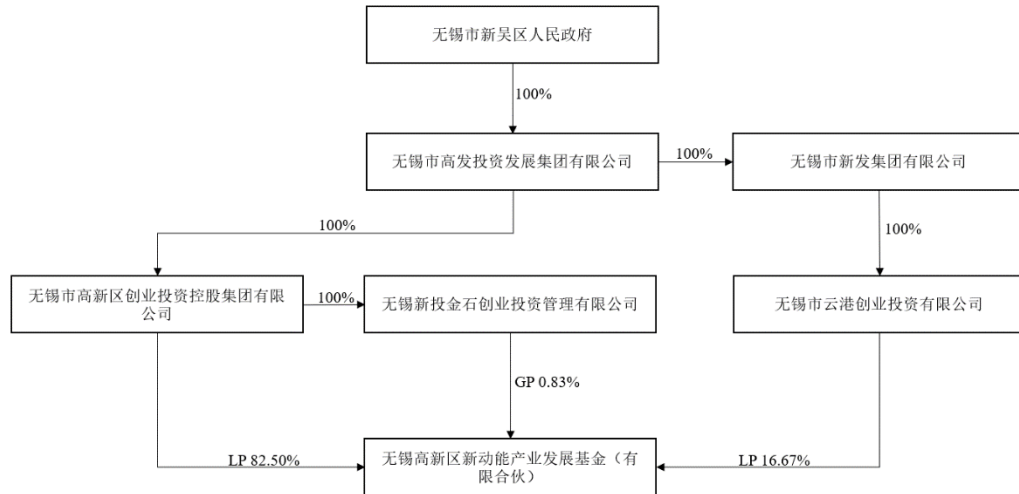 无锡市新吴区人民政府
100%
无锡市高发投资发展集团有限公司
100%
无锡市新发集团有限公司
100%
100%
无锡市高新区创业投资控股集团有限
公司
100%
无锡新投金石创业投资管理有限公司
无锡市云港创业投资有限公司
GP 0.83%
LP 82.50%
无锡高新区新动能产业发展基金（有
限合伙）
LP 16.67%